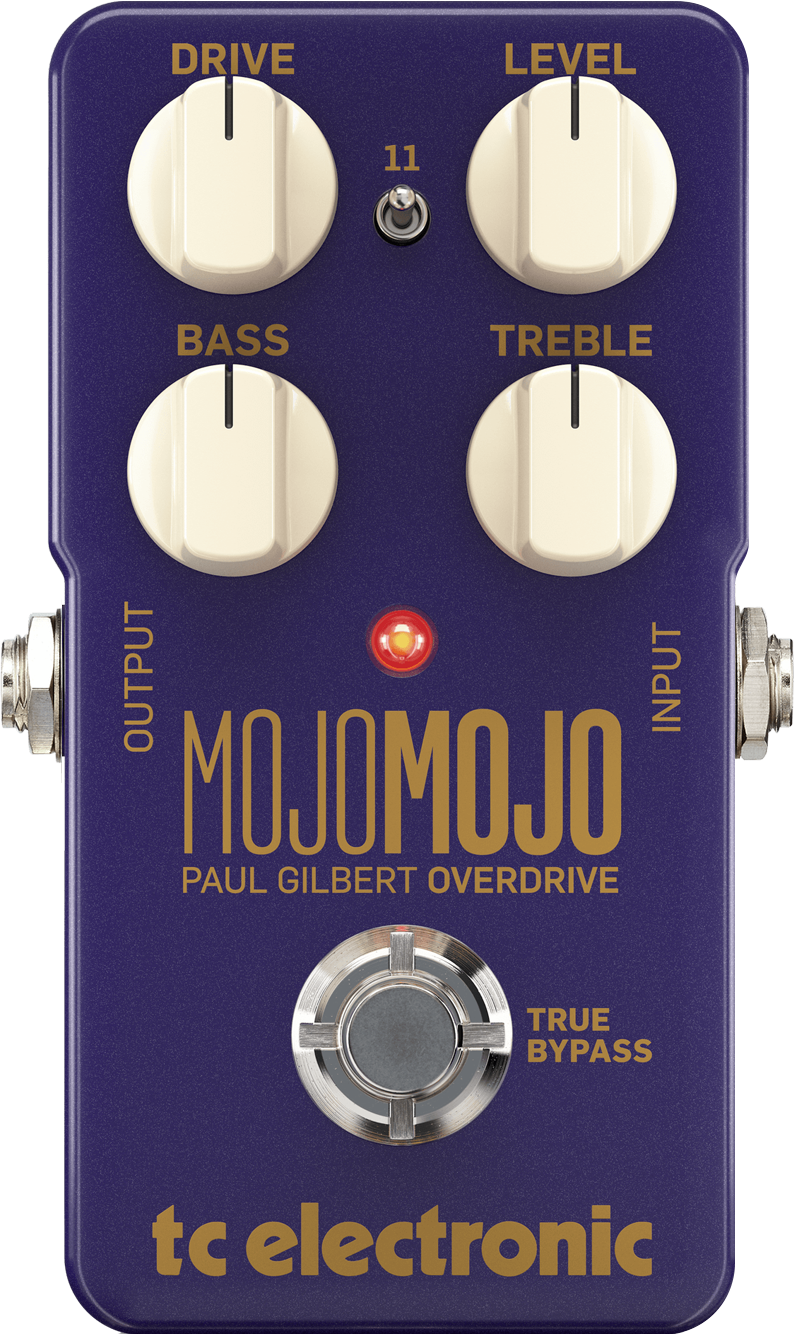 DRIVE
LEVEL
11
BASS
TREBLE
OUTPUT
INPUT
MOJOMOJO
PAUL GILBERT OVERDRIVE
TRUE
BYPASS
tc electronic